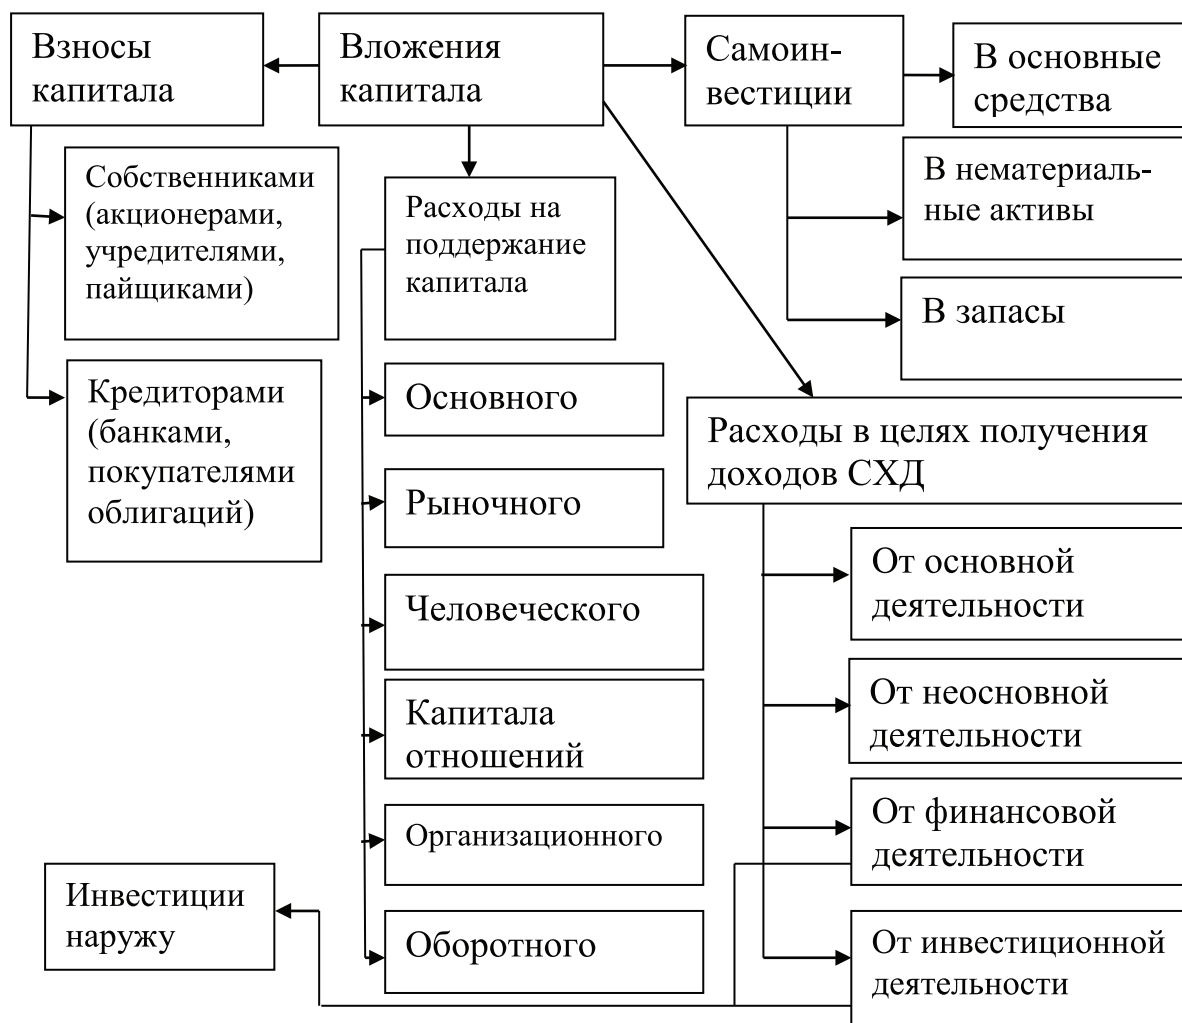 Взносы
капитала
Вложения
капитала
Самоин-
вестиции
В основные
средства
Собственниками
(акционерами,
учредителями,
пайщиками)
Расходы на
поддержание
капитала
В нематериаль-
ные активы
В запасы
Кредиторами
(банками,
покупателями
облигаций)
Основного
Рыночного
Человеческого
Капитала
отношений
Организационного
Оборотного
Расходы в целях получения
доходов СХД
От основной
деятельности
От неосновной
деятельности
От финансовой
деятельности
От инвестиционной
деятельности
Инвестиции
наружу